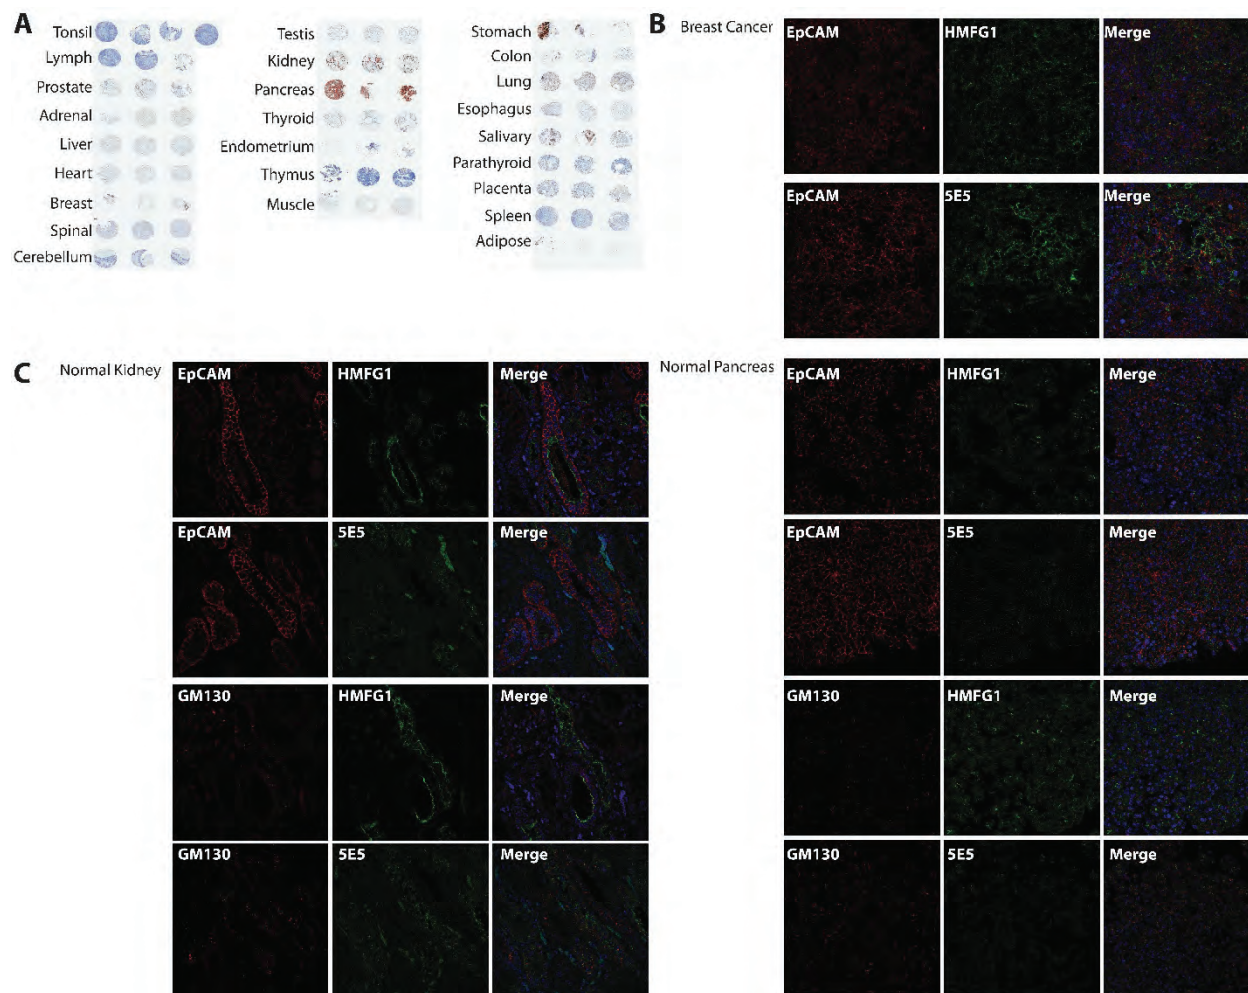 A
Tonsil
Lymph
Prostate
Adrenal
Liver
Heart
Breast
Spinal
Cerebellum
Testis
Kidney
Pancreas
Thyroid
Endometrium
Thymus
Muscle
Stomach
Colon
Lung
Esophagus
Salivary
Parathyroid
Placenta
Spleen
Adipose
B Breast Cancer
EpCAM HMFG1 Merge
EpCAM 5E5 Merge
C Normal Kidney
EpCAM HMFG1 Merge
EpCAM 5E5 Merge
GM130 HMFG1 Merge
GM130 5E5 Merge
Normal Pancreas
EpCAM HMFG1 Merge
EpCAM 5E5 Merge
GM130 HMFG1 Merge
GM130 5E5 Merge